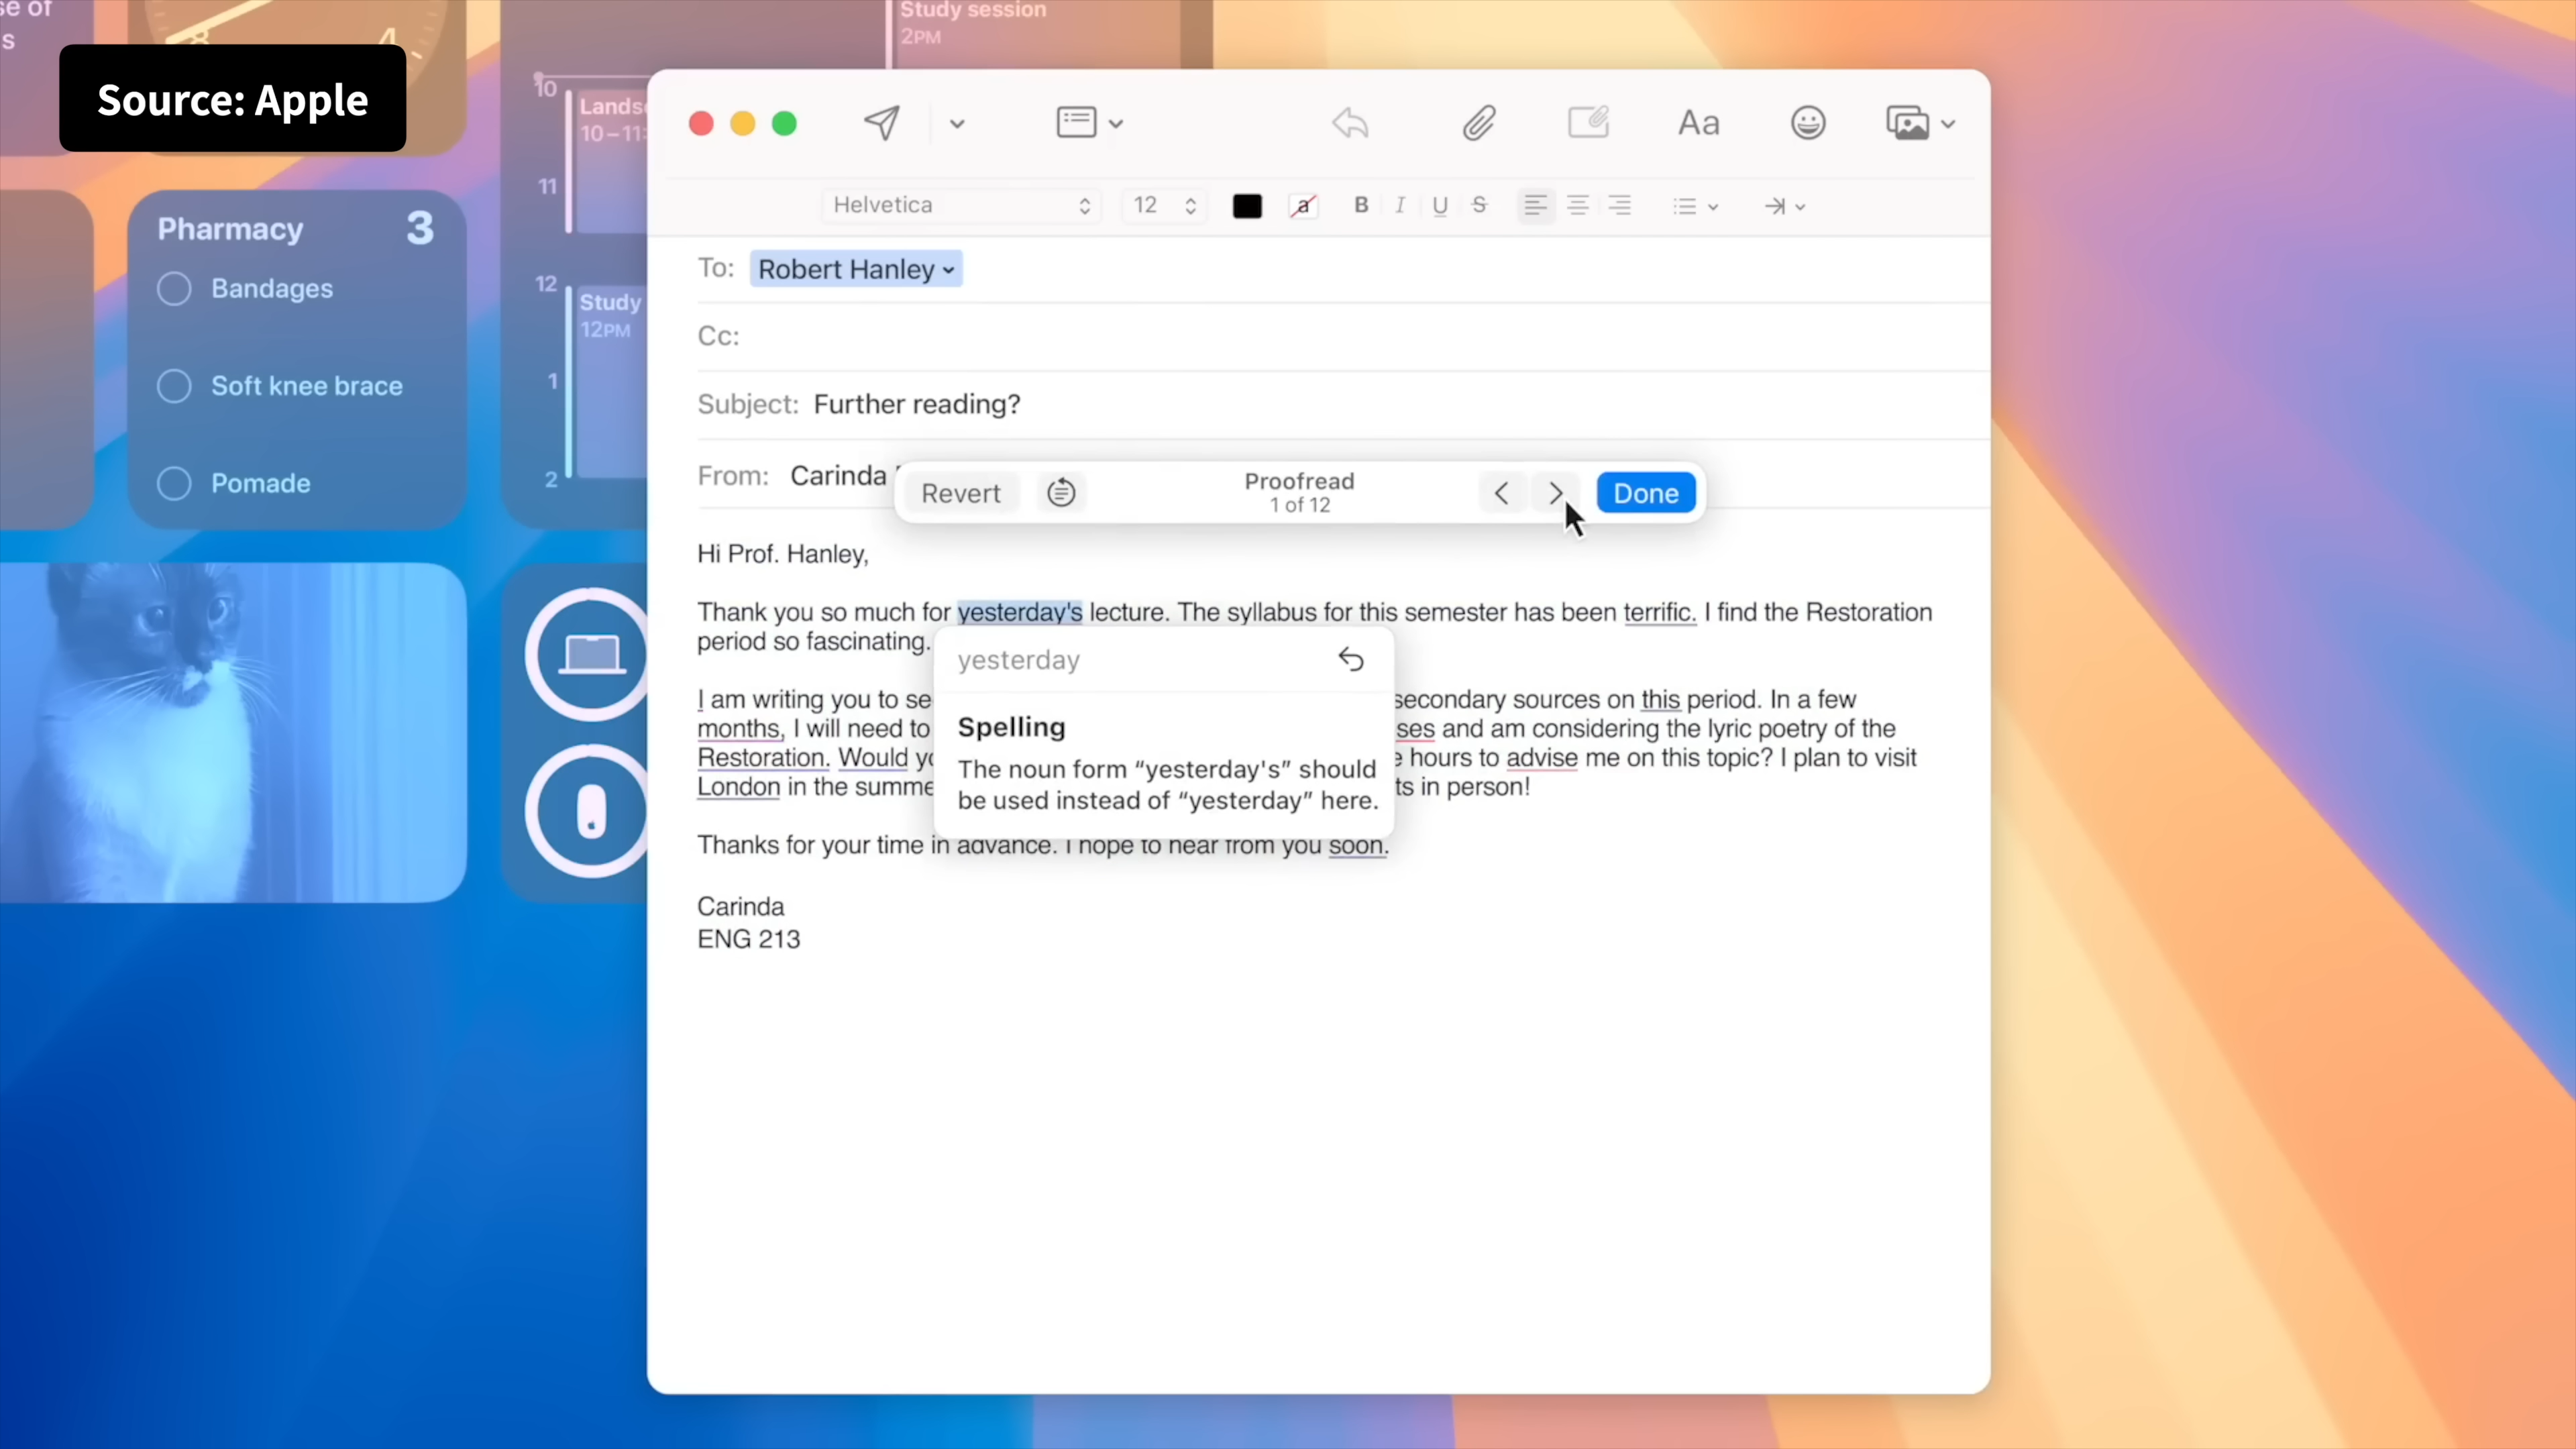 se of
s
8
4
Source: Apple
Study session
2PM
10
Lands
10–11:
11
12
Study
12PM
1
2
Pharmacy
3
Bandages
Soft knee brace
Pomade
Aa
Helvetica
12
a
B I U S
To: Robert Hanley
Cc:
Subject: Further reading?
From: Carinda
Revert
Proofread
1 of 12
Done
Hi Prof. Hanley,
Thank you so much for yesterday's lecture. The syllabus for this semester has been terrific. I find the Restoration
period so fascinating.
yesterday
Spelling
The noun form “yesterday's” should
be used instead of “yesterday” here.
I am writing you to se
secondary sources on this period. In a few
months, I will need to
ses and am considering the lyric poetry of the
Restoration. Would yo
e hours to advise me on this topic? I plan to visit
London in the summe
ts in person!
Thanks for your time in advance. I hope to hear from you soon.
Carinda
ENG 213